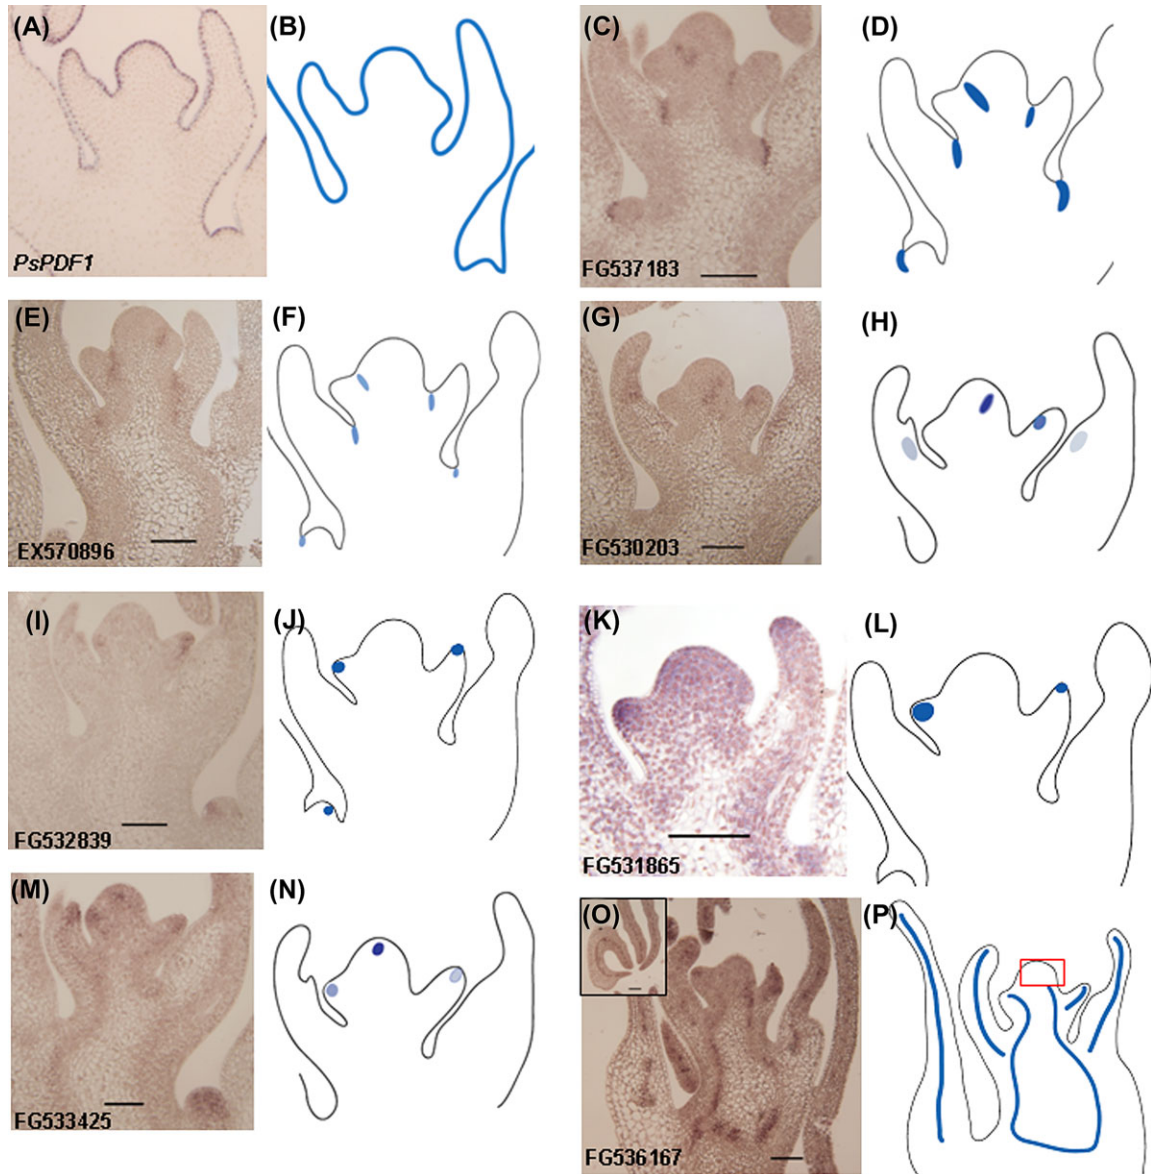 (A)
(B)
(C)
(D)
PsPDF1
FG537183
(E)
(F)
(G)
(H)
EX570896
FG530203
(I)
(J)
(K)
(L)
FG532839
FG531865
(M)
(N)
(O)
(P)
FG533425
FG536167